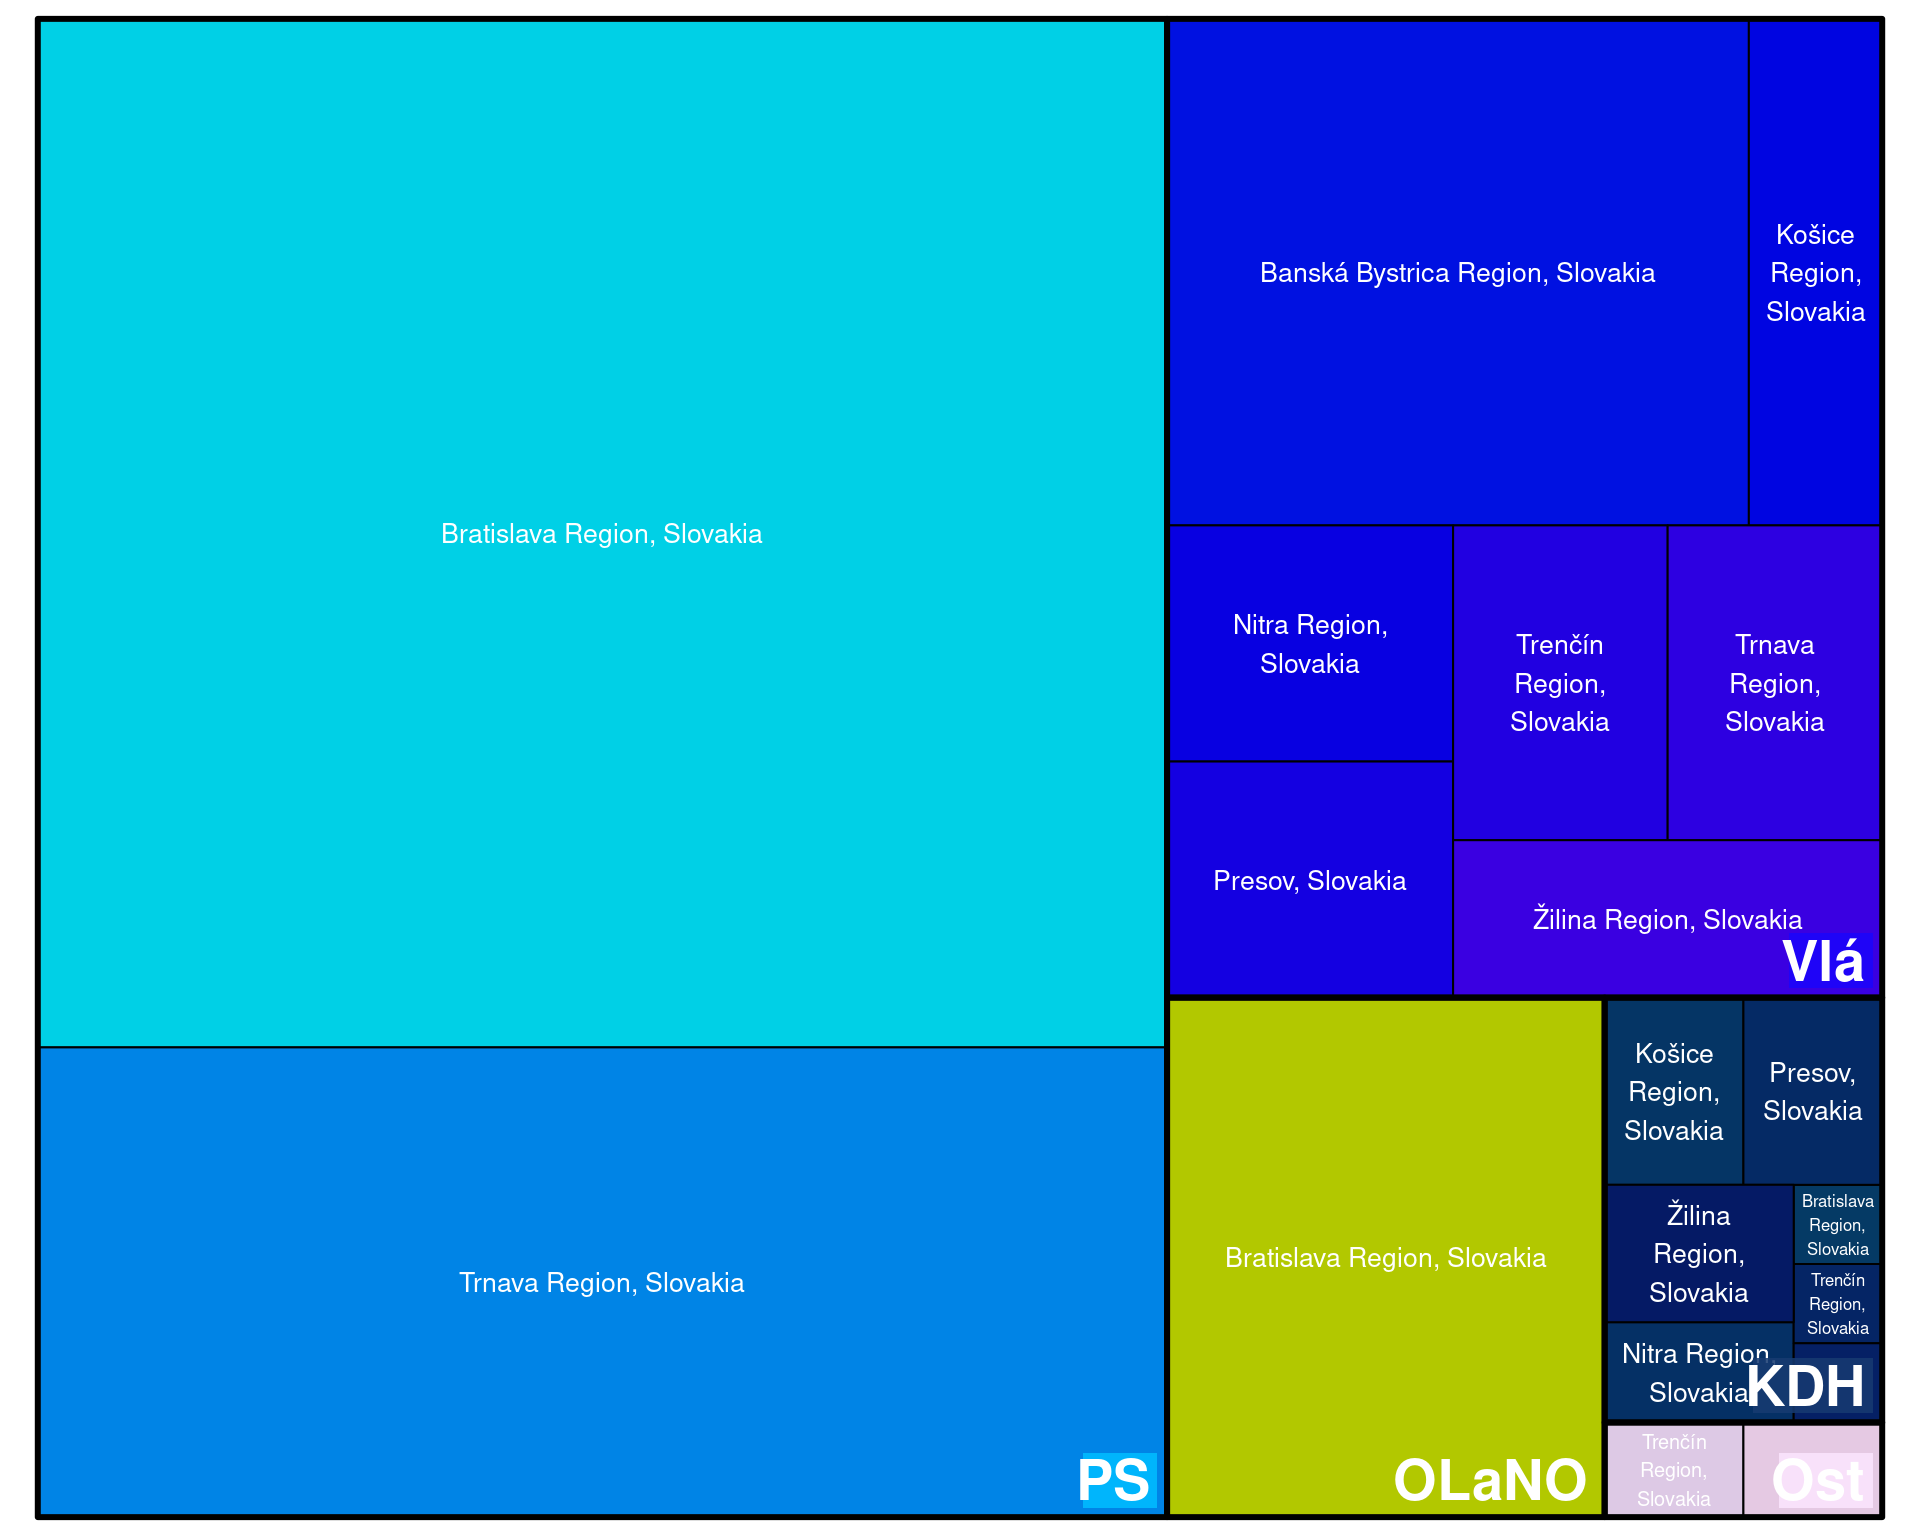 Bratislava Region, Slovakia
Trnava Region, Slovakia
PS
Banská Bystrica Region, Slovakia
Košice
Region,
Slovakia
Nitra Region,
Slovakia
Trenčín
Region,
Slovakia
Trnava
Region,
Slovakia
Presov, Slovakia
Žilina Region, Slovakia
Vlá
Bratislava Region, Slovakia
OLaNO
Košice
Region,
Slovakia
Presov,
Slovakia
Žilina
Region,
Slovakia
Bratislava
Region,
Slovakia
Trenčín
Region,
Slovakia
Nitra Region,
Slovakia
KDH
Trenčín
Region,
Slovakia
Ost